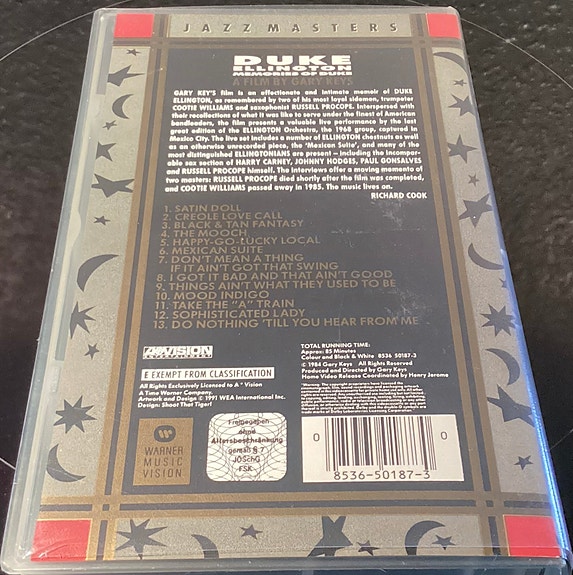 JAZZ MASTERS
DUKE
ELLINGTON
MEMORIES OF DUKE
A FILM BY GARY KEYS
GARY KEY'S film is an affectionate and intimate memoir of DUKE
ELLINGTON, as remembered by two of his most loyal sidemen, trumpeter
COOTIE WILLIAMS and saxophonist RUSSELL PROCOPE. Interspersed with
their recollections of what it was like to serve under the finest of American
bandleaders, the film presents a valuable live performance by the last
great edition of the ELLINGTON Orchestra, the 1968 group, captured in
Mexico City. The live set includes a number of ELLINGTON chestnuts as well
as an otherwise unrecorded piece, the 'Mexican Suite', and many of the
most distinguished ELLINGTONIANS are present – including the incompar-
able sax section of HARRY CARNEY, JOHNNY HODGES, PAUL GONSALVES
and RUSSELL PROCOPE himself. The interviews offer a moving memento of
two masters: RUSSELL PROCOPE died shortly after the film was completed,
and COOTIE WILLIAMS passed away in 1985. The music lives on.
RICHARD COOK
1. SATIN DOLL
2. CREOLE LOVE CALL
3. BLACK & TAN FANTASY
4. THE MOOCH
5. HAPPY-GO-LUCKY LOCAL
6. MEXICAN SUITE
7. DON'T MEAN A THING
IF IT AIN'T GOT THAT SWING
8. I GOT IT BAD AND THAT AIN'T GOOD
9. THINGS AIN'T WHAT THEY USED TO BE
10. MOOD INDIGO
11. TAKE THE "A" TRAIN
12. SOPHISTICATED LADY
13. DO NOTHING 'TILL YOU HEAR FROM ME
A*VISION
E EXEMPT FROM CLASSIFICATION
All Rights Exclusively Licenced to A * Vision
A Time Warner Company
Artwork and Design © 1991 WEA International Inc.
Design: Shoot That Tiger!
TOTAL RUNNING TIME:
Approx: 85 Minutes
Colour and Black & White 8536 50187-3
© 1984 Gary Keys All Rights Reserved
Produced and Directed by Gary Keys
Home Video Release Coordinated by Henry Jerome
WARNER
MUSIC
VISION
Freigegeben
ohne
Altersbeschränkung
gemäß § 7
JÖSchG
FSK
0 0
8536-50187-3